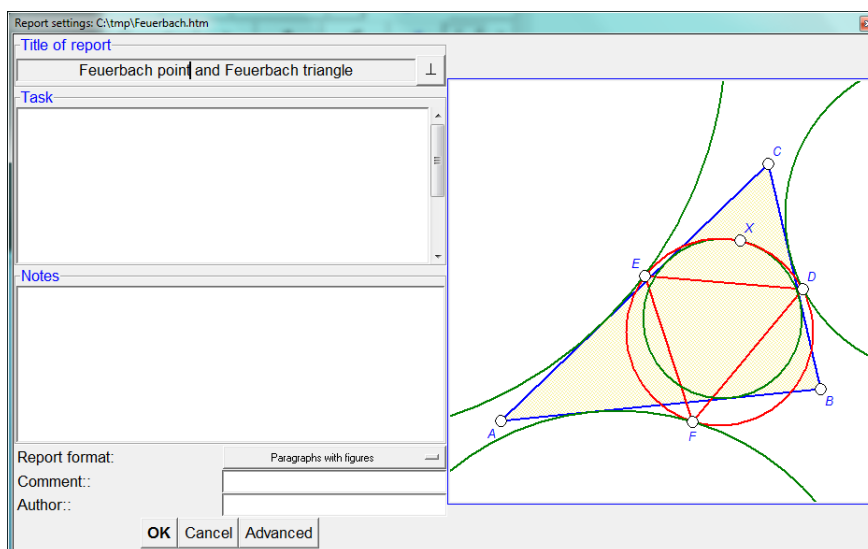 Report settings: C:\tmp\Feuerbach.htm
Title of report
Feuerbach point and Feuerbach triangle
Task
Notes
Report format:
Paragraphs with figures
Comment::
Author::
OK Cancel Advanced
C
X
E
D
B
A
F